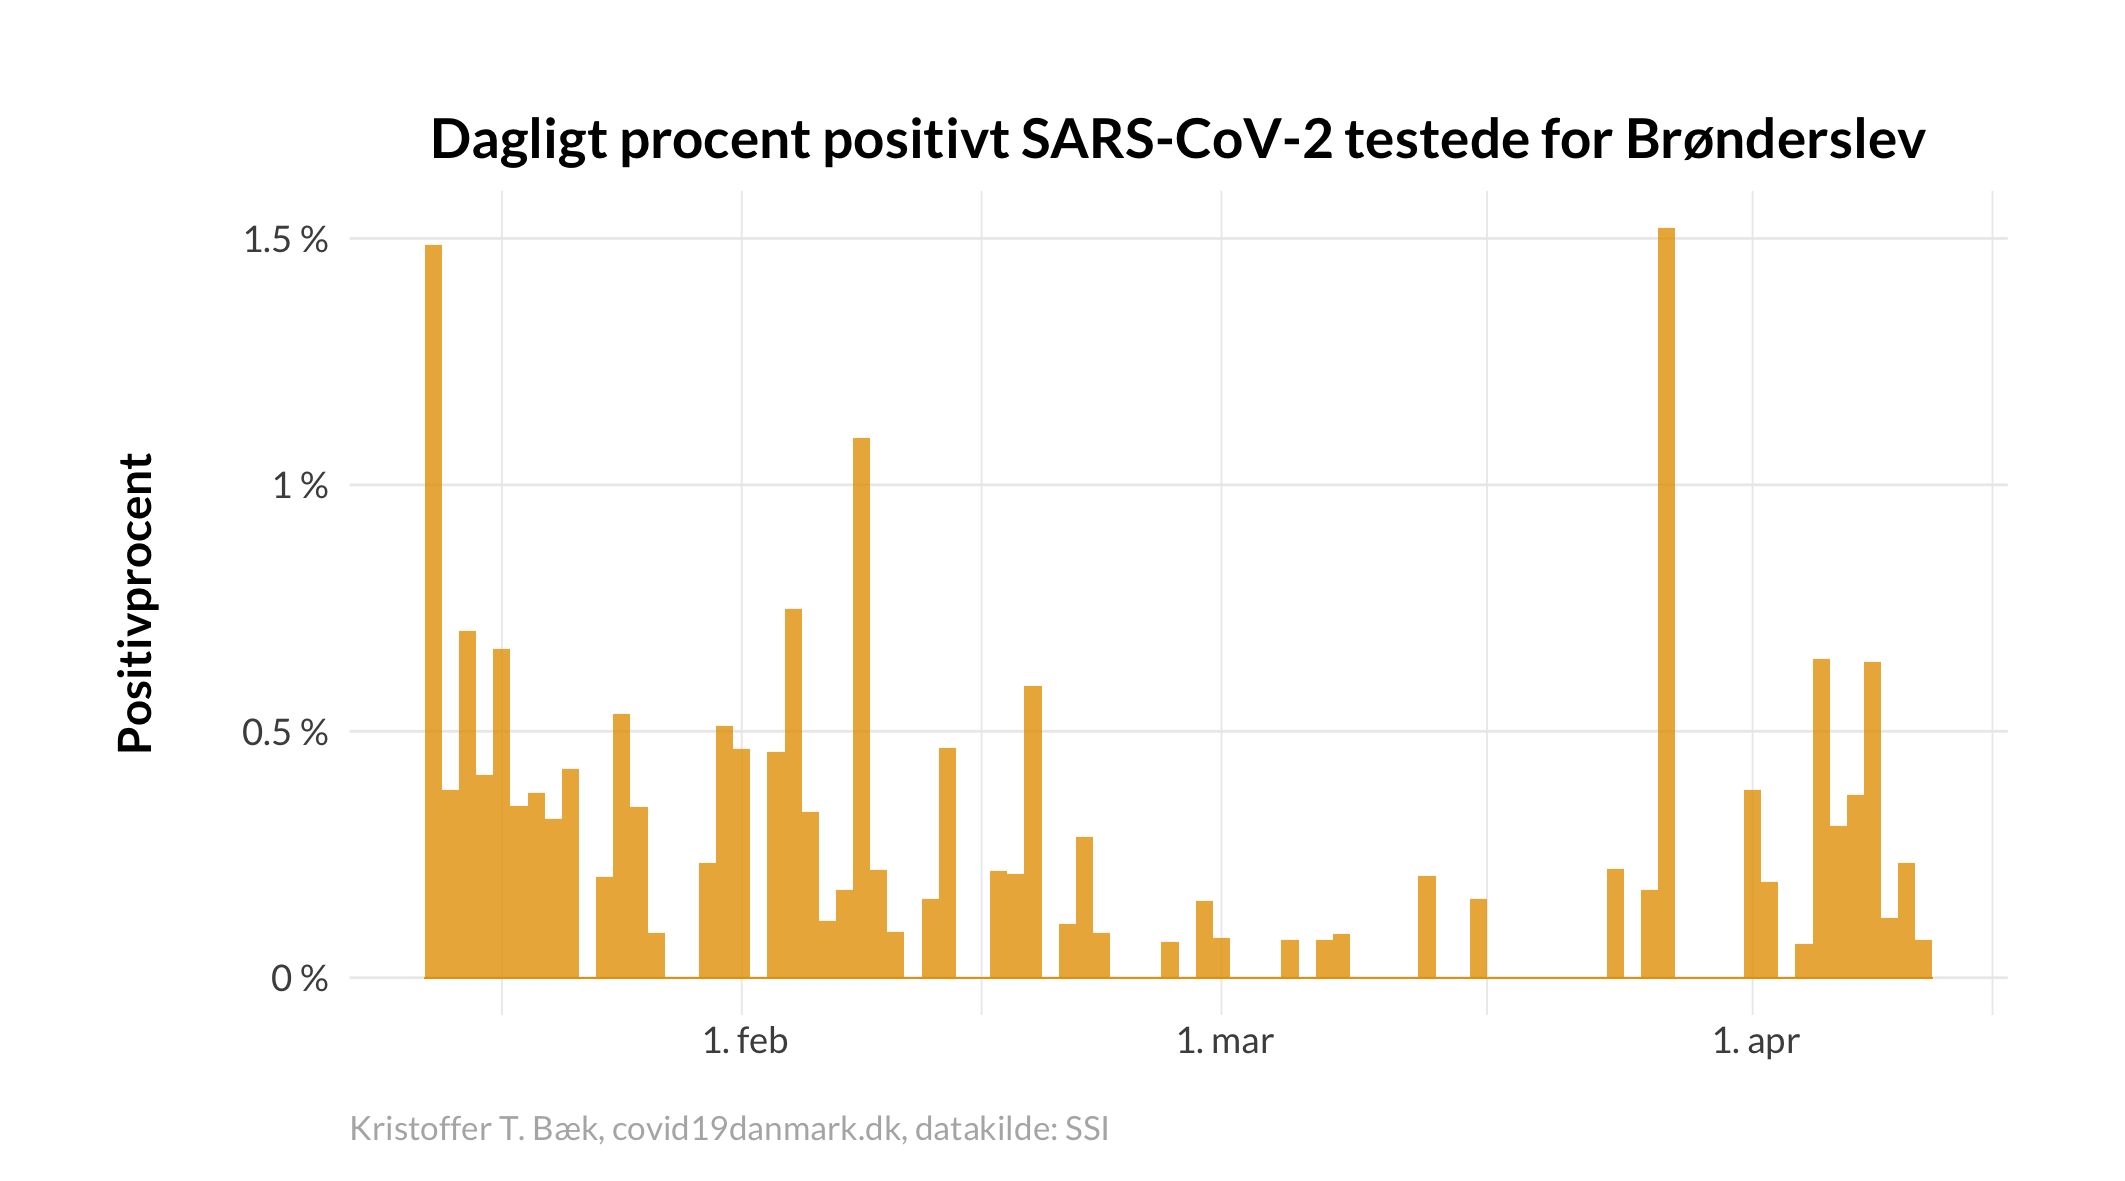 Dagligt procent positivt SARS-CoV-2 testede for Brønderslev
Positivprocent
1.5 %
1 %
0.5 %
0 %
1. feb
1. mar
1. apr
Kristoffer T. Bæk, covid19danmark.dk, datakilde: SSI